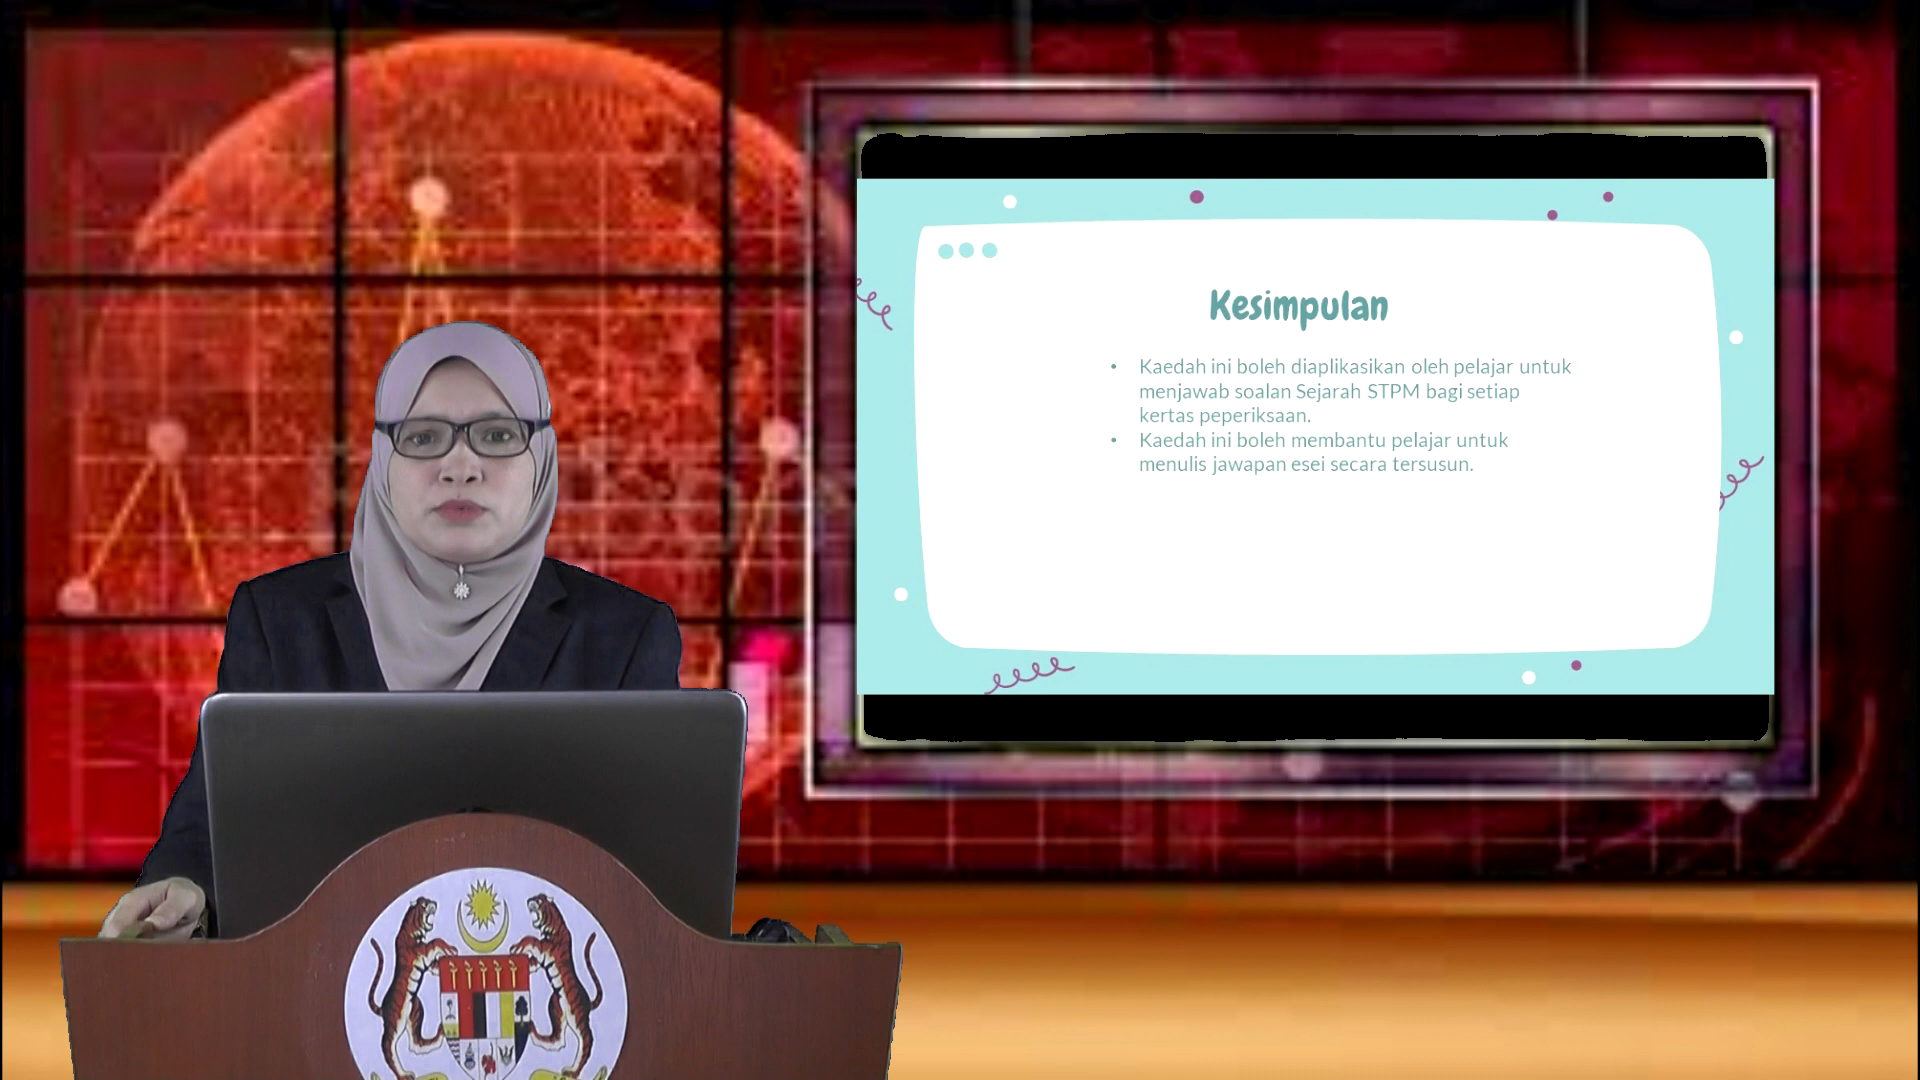 Kesimpulan
• Kaedah ini boleh diaplikasikan oleh pelajar untuk
menjawab soalan Sejarah STPM bagi setiap
kertas peperiksaan.
• Kaedah ini boleh membantu pelajar untuk
menulis jawapan esei secara tersusun.